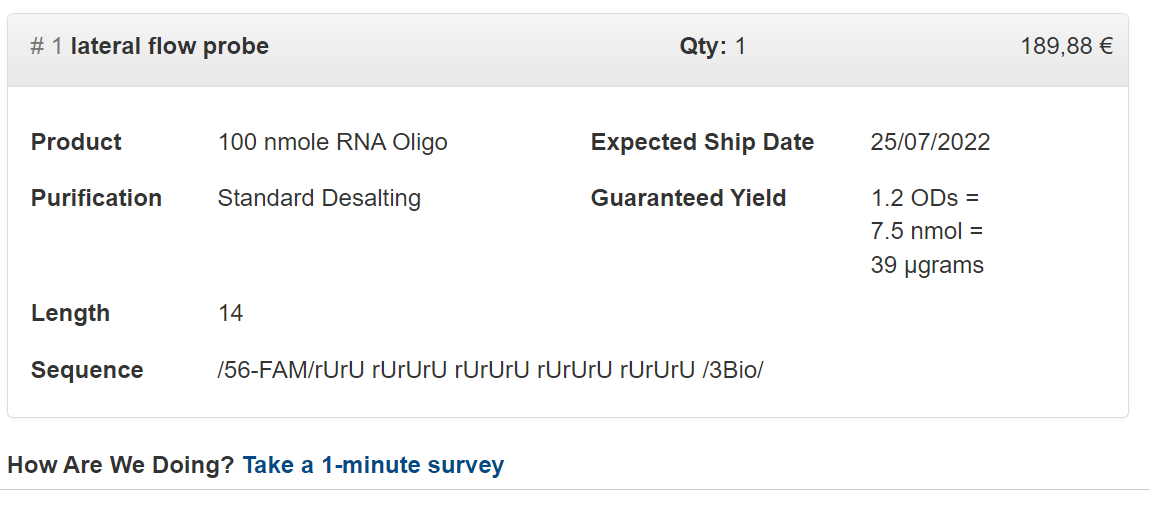 # 1 lateral flow probe Qty: 1 189,88 €
Product 100 nmole RNA Oligo Expected Ship Date 25/07/2022
Purification Standard Desalting Guaranteed Yield 1.2 ODs =
7.5 nmol =
39 µgrams
Length 14
Sequence /56-FAM/rUrU rUrUrU rUrUrU rUrUrU rUrUrU /3Bio/
How Are We Doing? Take a 1-minute survey